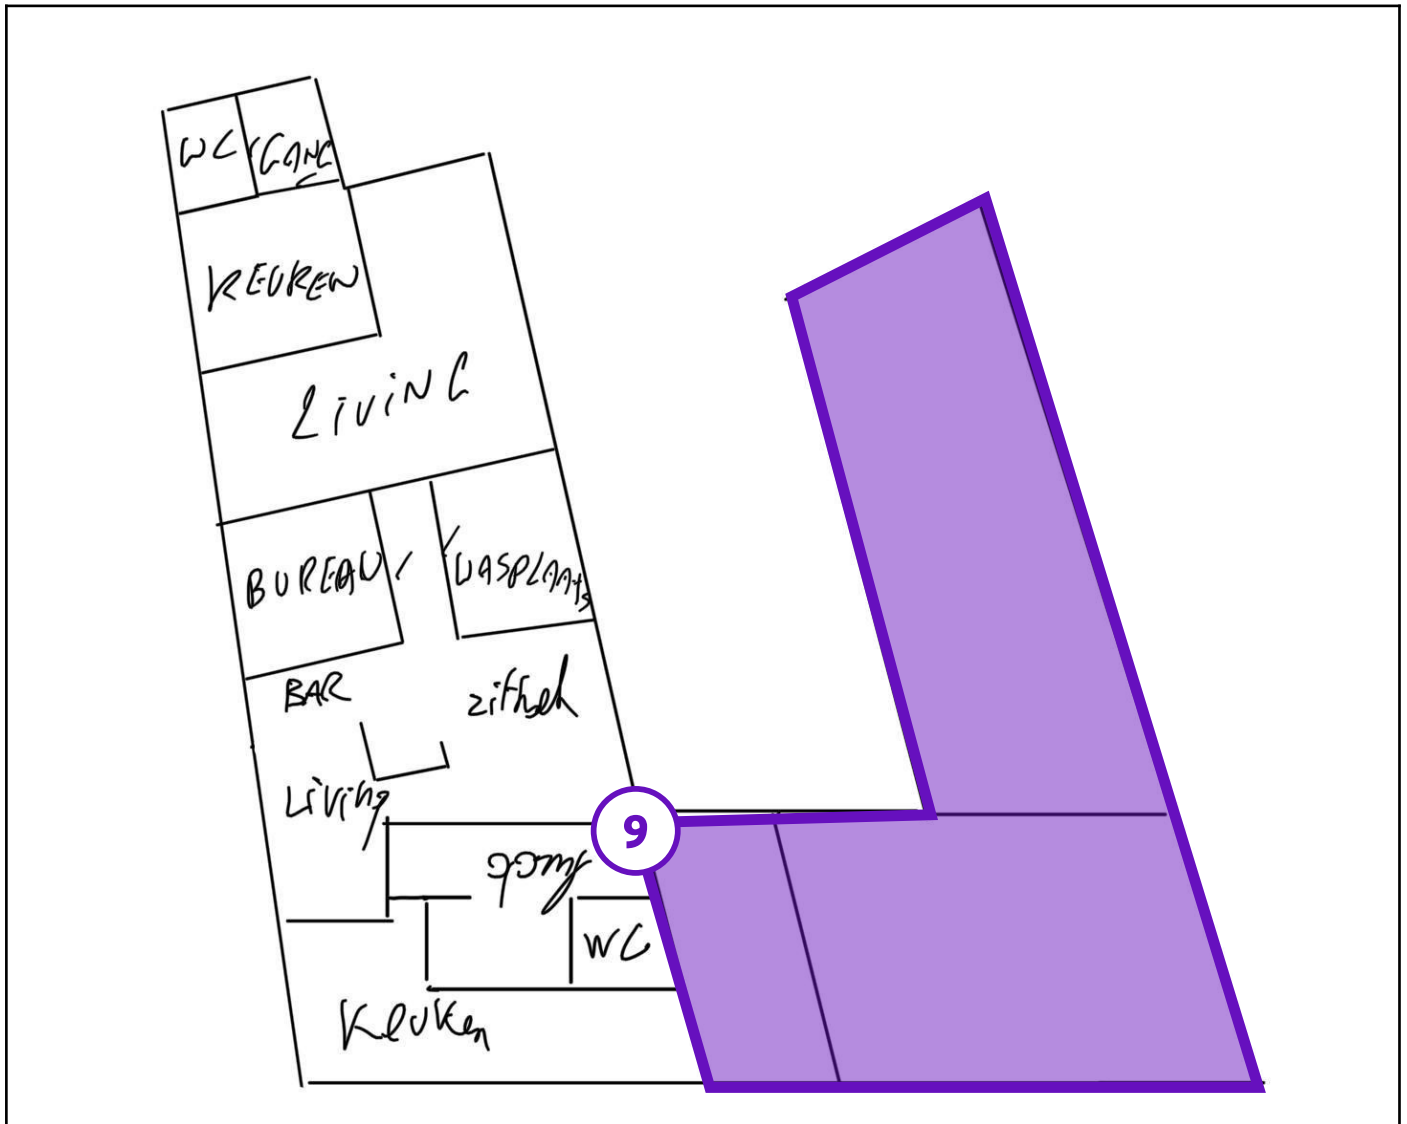 WC GANG
KEUKEN
LIVING
BUREAU WASPLAAts
BAR zithoek
Living
9
gang
WC
Keuken